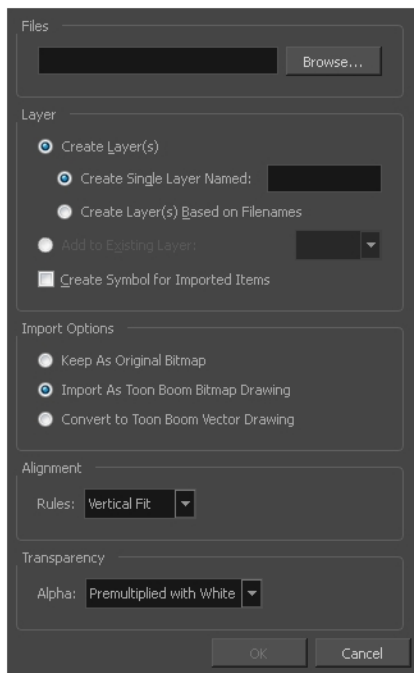 Files
Browse...
Layer
Create Layer(s)
Create Single Layer Named:
Create Layer(s) Based on Filenames
Add to Existing Layer:
Create Symbol for Imported Items
Import Options
Keep As Original Bitmap
Import As Toon Boom Bitmap Drawing
Convert to Toon Boom Vector Drawing
Alignment
Rules: Vertical Fit
Transparency
Alpha: Premultiplied with White
OK Cancel